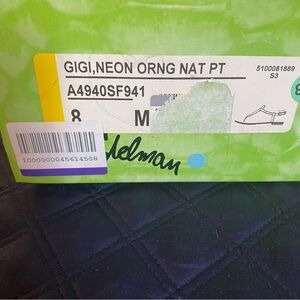 GIGI,NEON ORNG NAT PT
5100081889
S3
A4940SF941
8 M
1000000045614508
delman